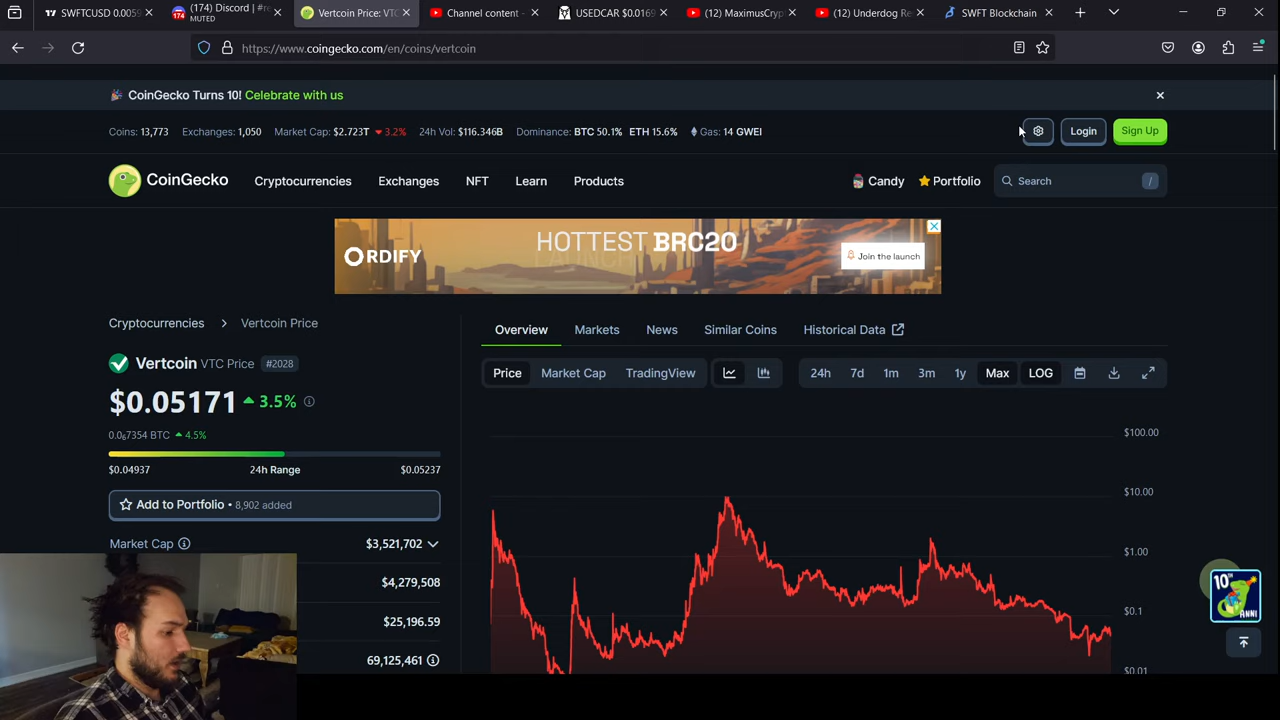 SWFTCUSD 0.0059
(174) Discord | #re
MUTED
Vertcoin Price: VTC
Channel content -
USEDCAR $0.0169
(12) MaximusCryp
(12) Underdog Re
SWFT Blockchain
https://www.coingecko.com/en/coins/vertcoin
CoinGecko Turns 10! Celebrate with us
Coins: 13,773 Exchanges: 1,050 Market Cap: $2.723T 3.2% 24h Vol: $116.346B Dominance: BTC 50.1% ETH 15.6% Gas: 14 GWEI
Login
Sign Up
CoinGecko
Cryptocurrencies Exchanges NFT Learn Products
Candy Portfolio Search /
ORDIFY
HOTTEST BRC20
LAUNCH
Join the launch
Cryptocurrencies > Vertcoin Price
Vertcoin VTC Price #2028
$0.05171 3.5%
0.0₆7354 BTC 4.5%
$0.04937 24h Range $0.05237
Add to Portfolio • 8,902 added
Market Cap $3,521,702
$4,279,508
$25,196.59
69,125,461
Overview Markets News Similar Coins Historical Data
Price Market Cap TradingView
24h 7d 1m 3m 1y Max LOG
$100.00
$10.00
$1.00
$0.1
$0.01
10TH
ANNI